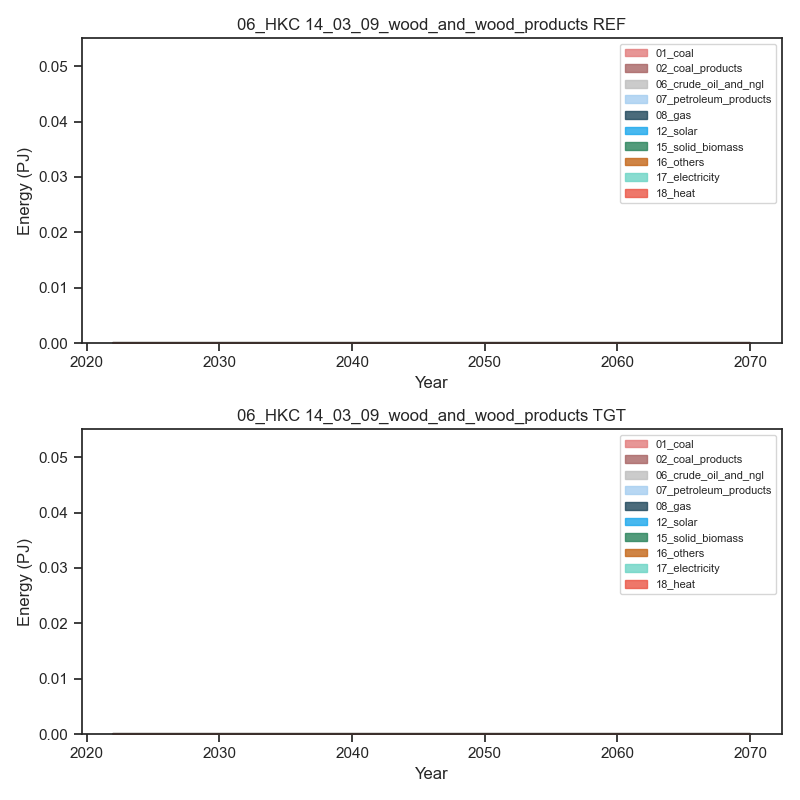 06_HKC 14_03_09_wood_and_wood_products REF
0.05
0.04
0.03
0.02
0.01
0.00
Energy (PJ)
01_coal
02_coal_products
06_crude_oil_and_ngl
07_petroleum_products
08_gas
12_solar
15_solid_biomass
16_others
17_electricity
18_heat
2020 2030 2040 2050 2060 2070
Year
06_HKC 14_03_09_wood_and_wood_products TGT
0.05
0.04
0.03
0.02
0.01
0.00
Energy (PJ)
01_coal
02_coal_products
06_crude_oil_and_ngl
07_petroleum_products
08_gas
12_solar
15_solid_biomass
16_others
17_electricity
18_heat
2020 2030 2040 2050 2060 2070
Year